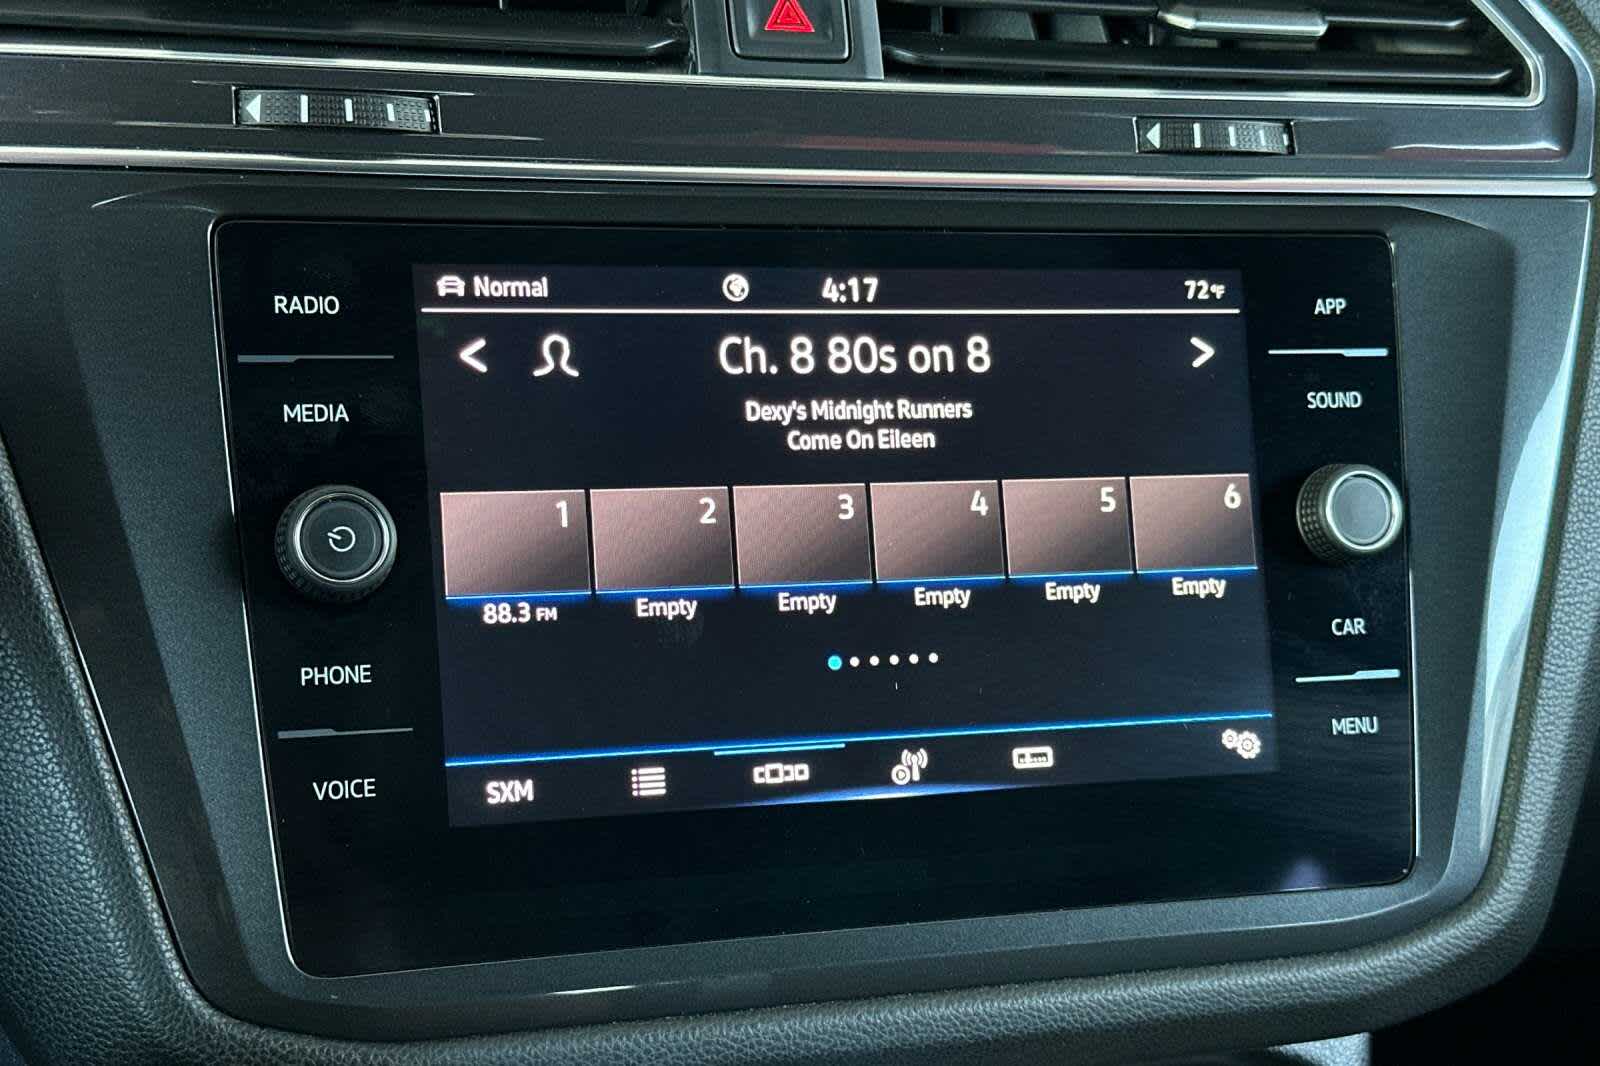 Normal
4:17
72°F
Ch. 8 80s on 8
Dexy's Midnight Runners
Come On Eileen
1
2
3
4
5
6
88.3 FM
Empty
Empty
Empty
Empty
Empty
SXM
RADIO
MEDIA
PHONE
VOICE
APP
SOUND
CAR
MENU